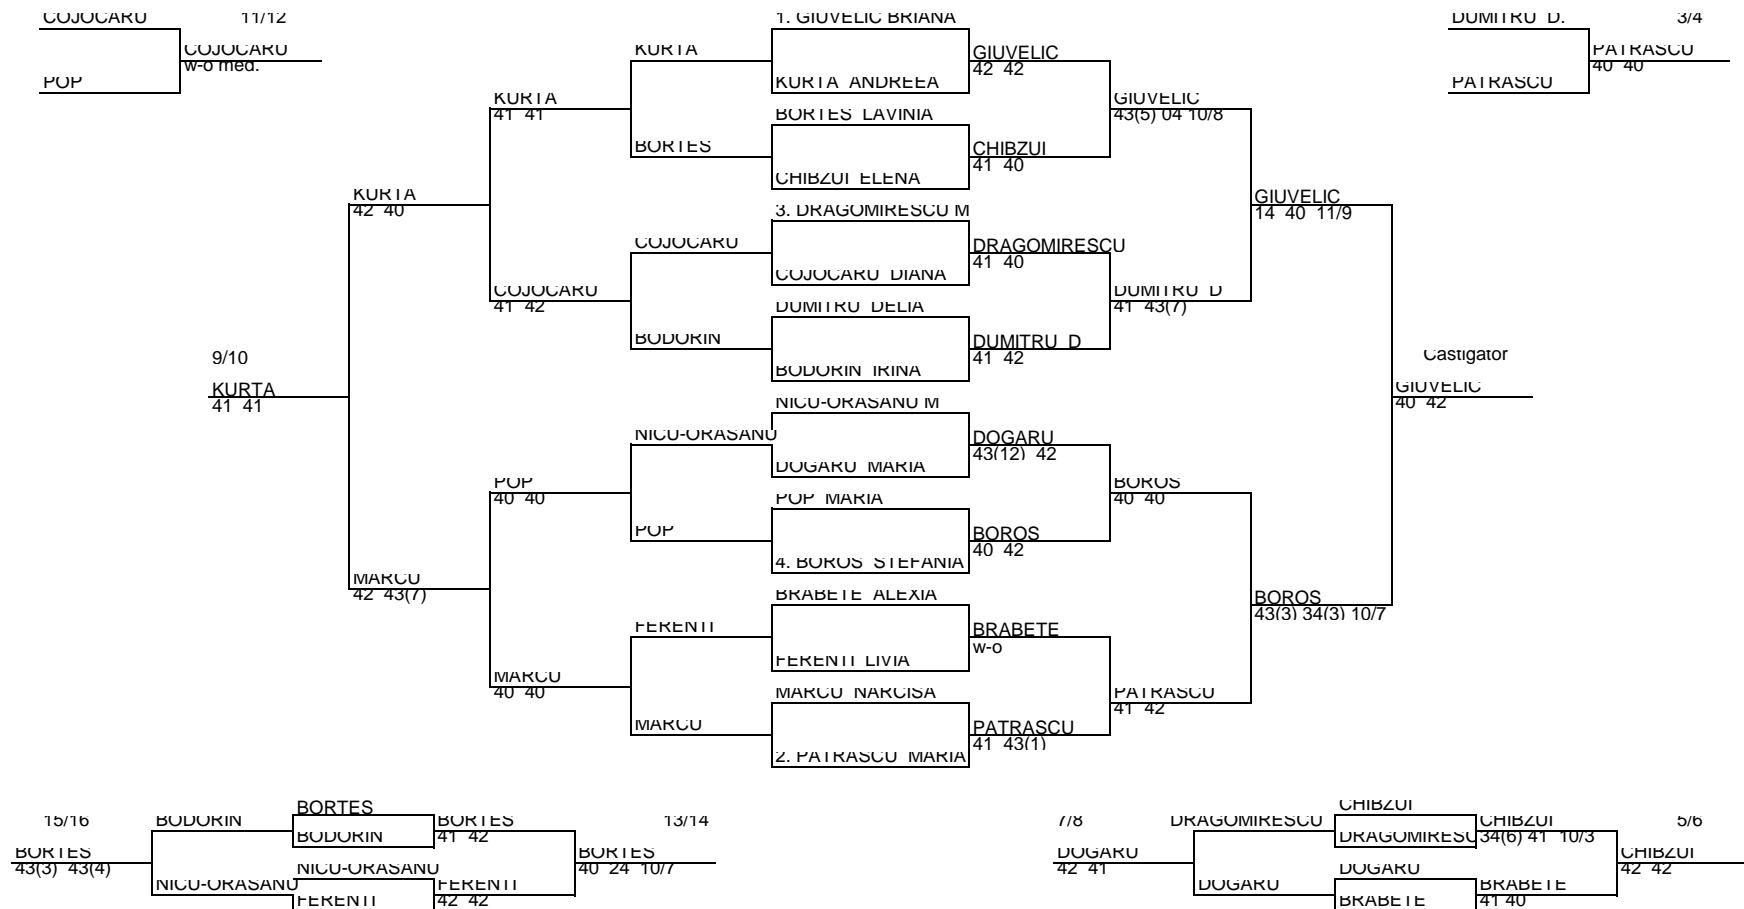 COJOCARU 11/12
COJOCARU
w-o med.
POP
1. GIUVELIC BRIANA
KURTA ANDREEA
BORTES LAVINIA
CHIBZUI ELENA
3. DRAGOMIRESCU M
COJOCARU DIANA
DUMITRU DELIA
BODORIN IRINA
NICU-ORASANU M
DOGARU MARIA
POP MARIA
4. BOROS STEFANIA
BRABETE ALEXIA
FERENTI LIVIA
MARCU NARCISA
2. PATRASCU MARIA
KURTA
BORTES
COJOCARU
BODORIN
NICU-ORASANU
POP
FERENTI
MARCU
KURTA
41 41
COJOCARU
41 42
POP
40 40
MARCU
40 40
KURTA
42 40
MARCU
42 43(7)
9/10
KURTA
41 41
GIUVELIC
42 42
CHIBZUI
41 40
DRAGOMIRESCU
41 40
DUMITRU D
41 42
DOGARU
43(12) 42
BOROS
40 42
BRABETE
w-o
PATRASCU
41 43(1)
GIUVELIC
43(5) 04 10/8
DUMITRU D
41 43(7)
BOROS
40 40
PATRASCU
41 42
GIUVELIC
14 40 11/9
BOROS
43(3) 34(3) 10/7
Castigator
GIUVELIC
40 42
DUMITRU D. 3/4
PATRASCU
40 40
PATRASCU
15/16
BODORIN
BORTES
43(3) 43(4)
NICU-ORASANU
BORTES
BODORIN
NICU-ORASANU
FERENTI
BORTES
41 42
FERENTI
42 42
13/14
BORTES
40 24 10/7
7/8
DRAGOMIRESCU
DOGARU
42 41
DOGARU
CHIBZUI
DRAGOMIRESC
DOGARU
BRABETE
CHIBZUI
34(6) 41 10/3
BRABETE
41 40
5/6
CHIBZUI
42 42